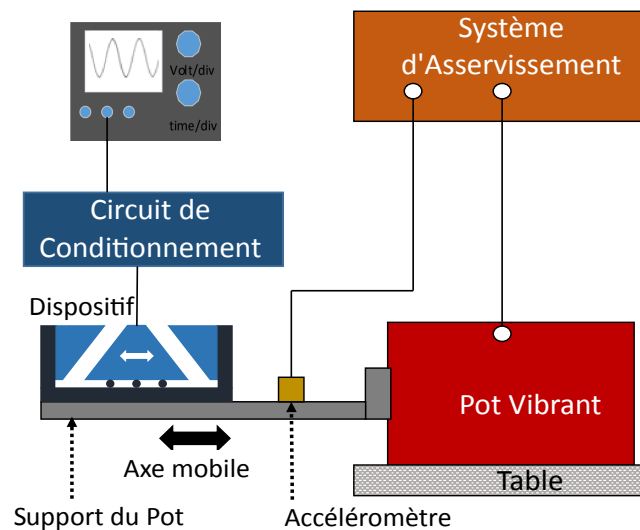 Système
d'Asservissement
Volt/div
time/div
Circuit de
Conditionnement
Dispositif
Pot Vibrant
Axe mobile
Table
Support du Pot
Accéléromètre